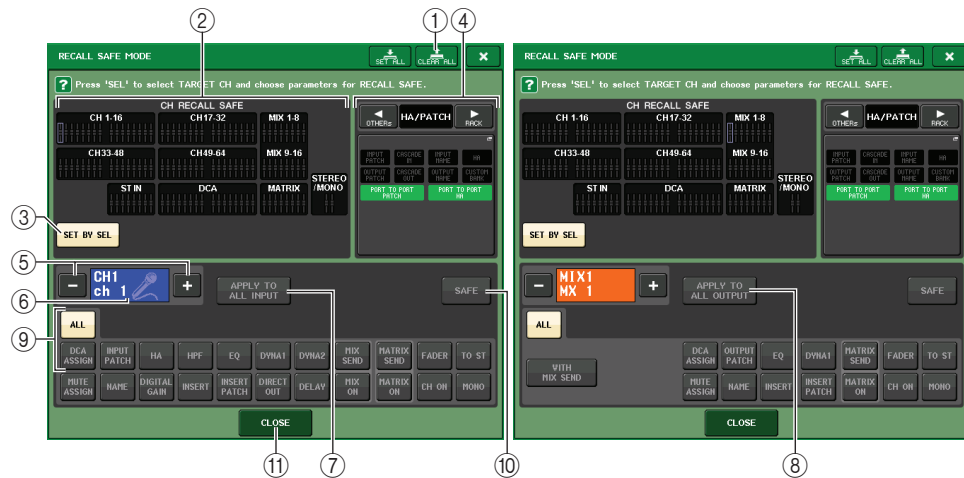 ② ① ④
RECALL SAFE MODE SET ALL CLEAR ALL ×
? Press 'SEL' to select TARGET CH and choose parameters for RECALL SAFE.
CH RECALL SAFE
CH 1-16 CH17-32 MIX 1-8
CH33-48 CH49-64 MIX 9-16
STEREO /MONO
ST IN DCA MATRIX
OTHERs HA/PATCH RACK
INPUT PATCH CASCADE IN INPUT NAME HA
OUTPUT PATCH CASCADE OUT OUTPUT NAME CUSTOM BANK
PORT TO PORT PATCH PORT TO PORT HA
③ SET BY SEL
⑤ − CH1 +
⑥ ch 1
APPLY TO ALL INPUT
SAFE
⑨ ALL
DCA ASSIGN INPUT PATCH HA HPF EQ DYNA1 DYNA2 MIX SEND MATRIX SEND FADER TO ST
MUTE ASSIGN NAME DIGITAL GAIN INSERT INSERT PATCH DIRECT OUT DELAY MIX ON MATRIX ON CH ON MONO
CLOSE
⑪ ⑦ ⑩
RECALL SAFE MODE SET ALL CLEAR ALL ×
? Press 'SEL' to select TARGET CH and choose parameters for RECALL SAFE.
CH RECALL SAFE
CH 1-16 CH17-32 MIX 1-8
CH33-48 CH49-64 MIX 9-16
STEREO /MONO
ST IN DCA MATRIX
OTHERs HA/PATCH RACK
INPUT PATCH CASCADE IN INPUT NAME HA
OUTPUT PATCH CASCADE OUT OUTPUT NAME CUSTOM BANK
PORT TO PORT PATCH PORT TO PORT HA
SET BY SEL
− MIX1 +
MX 1
APPLY TO ALL OUTPUT
SAFE
ALL
WITH MIX SEND
DCA ASSIGN OUTPUT PATCH EQ DYNA1 MATRIX SEND FADER TO ST
MUTE ASSIGN NAME INSERT INSERT PATCH MATRIX ON CH ON MONO
CLOSE
⑧